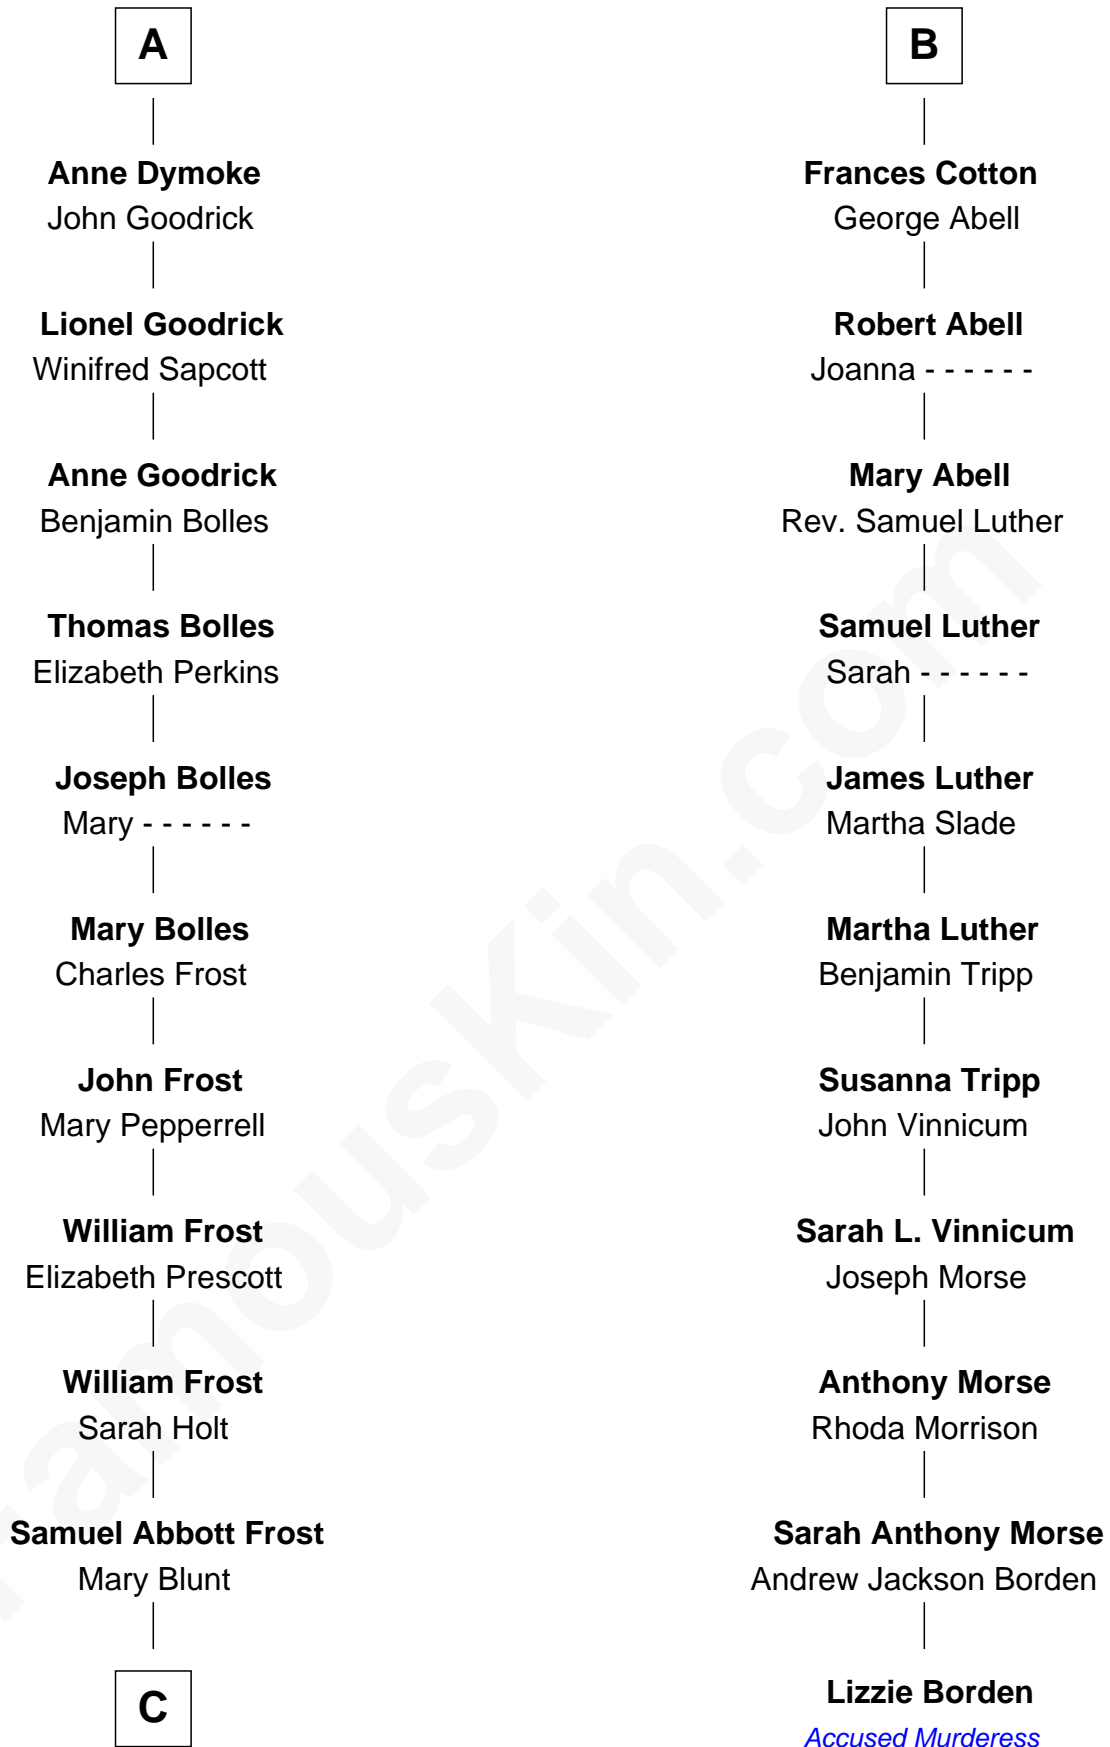 A
Anne Dymoke
John Goodrick
Lionel Goodrick
Winifred Sapcott
Anne Goodrick
Benjamin Bolles
Thomas Bolles
Elizabeth Perkins
Joseph Bolles
Mary - - - - - -
Mary Bolles
Charles Frost
John Frost
Mary Pepperrell
William Frost
Elizabeth Prescott
William Frost
Sarah Holt
Samuel Abbott Frost
Mary Blunt
C
B
Frances Cotton
George Abell
Robert Abell
Joanna - - - - - -
Mary Abell
Rev. Samuel Luther
Samuel Luther
Sarah - - - - - -
James Luther
Martha Slade
Martha Luther
Benjamin Tripp
Susanna Tripp
John Vinnicum
Sarah L. Vinnicum
Joseph Morse
Anthony Morse
Rhoda Morrison
Sarah Anthony Morse
Andrew Jackson Borden
Lizzie Borden
Accused Murderess
FamousKin.com